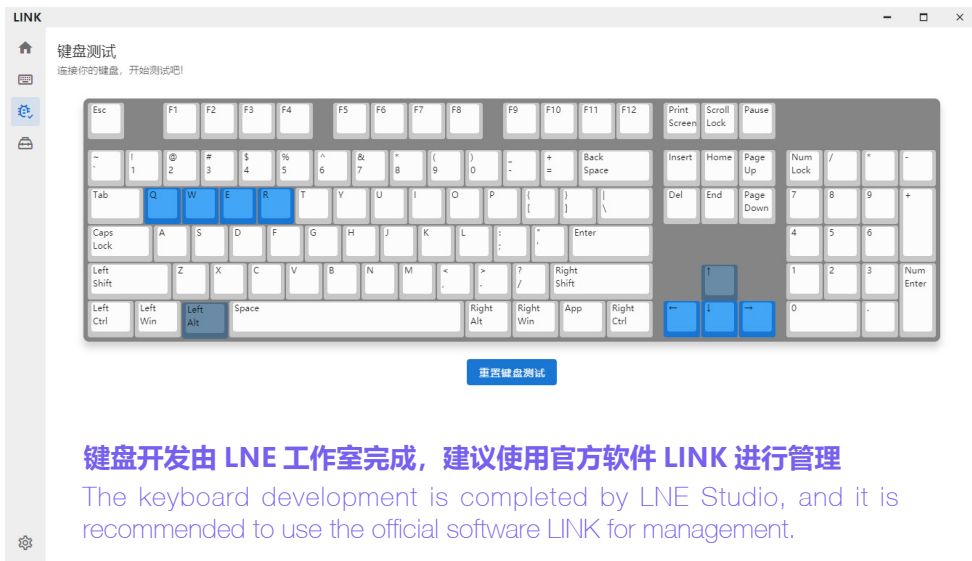 LINK
键盘测试
连接你的键盘，开始测试吧!
Esc F1 F2 F3 F4 F5 F6 F7 F8 F9 F10 F11 F12 Print Screen Scroll Lock Pause
~ ` ! 1 @ 2 # 3 $ 4 % 5 ^ 6 & 7 * 8 ( 9 ) 0 _ - + = Back Space Insert Home Page Up Num Lock / * -
Tab Q W E R T Y U I O P { [ } ] | \ Del End Page Down 7 8 9 +
Caps Lock A S D F G H J K L : ; " ' Enter 4 5 6
Left Shift Z X C V B N M < , > . ? / Right Shift ↑ 1 2 3 Num Enter
Left Ctrl Left Win Left Alt Space Right Alt Right Win App Right Ctrl ← ↓ → 0 .
重置键盘测试
键盘开发由 LNE 工作室完成，建议使用官方软件 LINK 进行管理
The keyboard development is completed by LNE Studio, and it is
recommended to use the official software LINK for management.